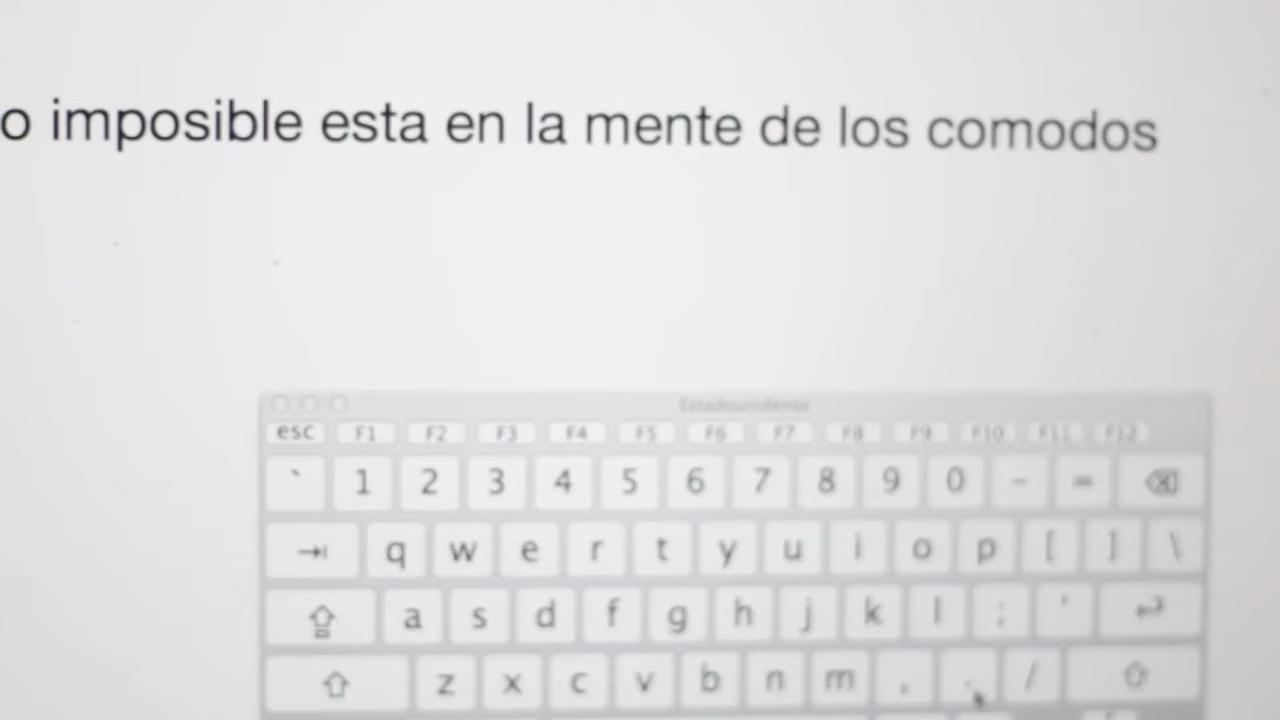 o imposible esta en la mente de los comodos
Estadounidense
esc F1 F2 F3 F4 F5 F6 F7 F8 F9 F10 F11 F12
` 1 2 3 4 5 6 7 8 9 0 - =
q w e r t y u i o p [ ] \
a s d f g h j k l ; '
z x c v b n m , . /